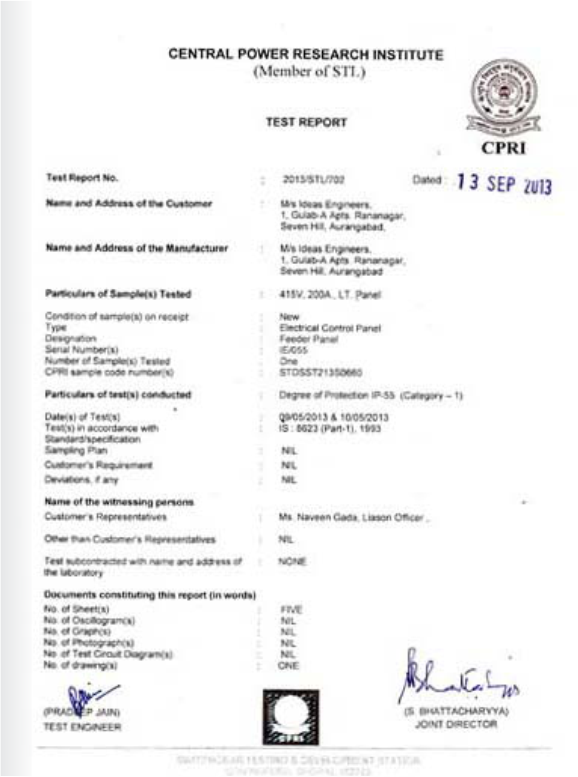 CENTRAL POWER RESEARCH INSTITUTE
(Member of STL)
TEST REPORT
CPRI
Test Report No. : 2013/STL/702 Dated : 13 SEP 2013
Name and Address of the Customer : M/s Ideas Engineers,
1, Gulab-A Apts. Rananagar,
Seven Hill, Aurangabad,
Name and Address of the Manufacturer : M/s Ideas Engineers,
1, Gulab-A Apts. Rananagar,
Seven Hill, Aurangabad
Particulars of Sample(s) Tested : 415V, 200A., LT. Panel
Condition of sample(s) on receipt : New
Type : Electrical Control Panel
Designation : Feeder Panel
Serial Number(s) : IE/055
Number of Sample(s) Tested : One
CPRI sample code number(s) : STDSST213S0660
Particulars of test(s) conducted : Degree of Protection IP-55 (Category – 1)
Date(s) of Test(s) : 09/05/2013 & 10/05/2013
Test(s) in accordance with : IS : 8623 (Part-1), 1993
Standard/specification
Sampling Plan : NIL
Customer's Requirement : NIL
Deviations, if any : NIL
Name of the witnessing persons
Customer's Representatives : Ms. Naveen Gada, Liason Officer ,
Other than Customer's Representatives : NIL
Test subcontracted with name and address of : NONE
the laboratory
Documents constituting this report (in words)
No. of Sheet(s) : FIVE
No. of Oscillogram(s) : NIL
No. of Graph(s) : NIL
No. of Photograph(s) : NIL
No. of Test Circuit Diagram(s) : NIL
No. of drawing(s) : ONE
(PRADEEP JAIN)
TEST ENGINEER
CPRI
(S. BHATTACHARYYA)
JOINT DIRECTOR
SWITCHGEAR TESTING & DEVELOPMENT STATION